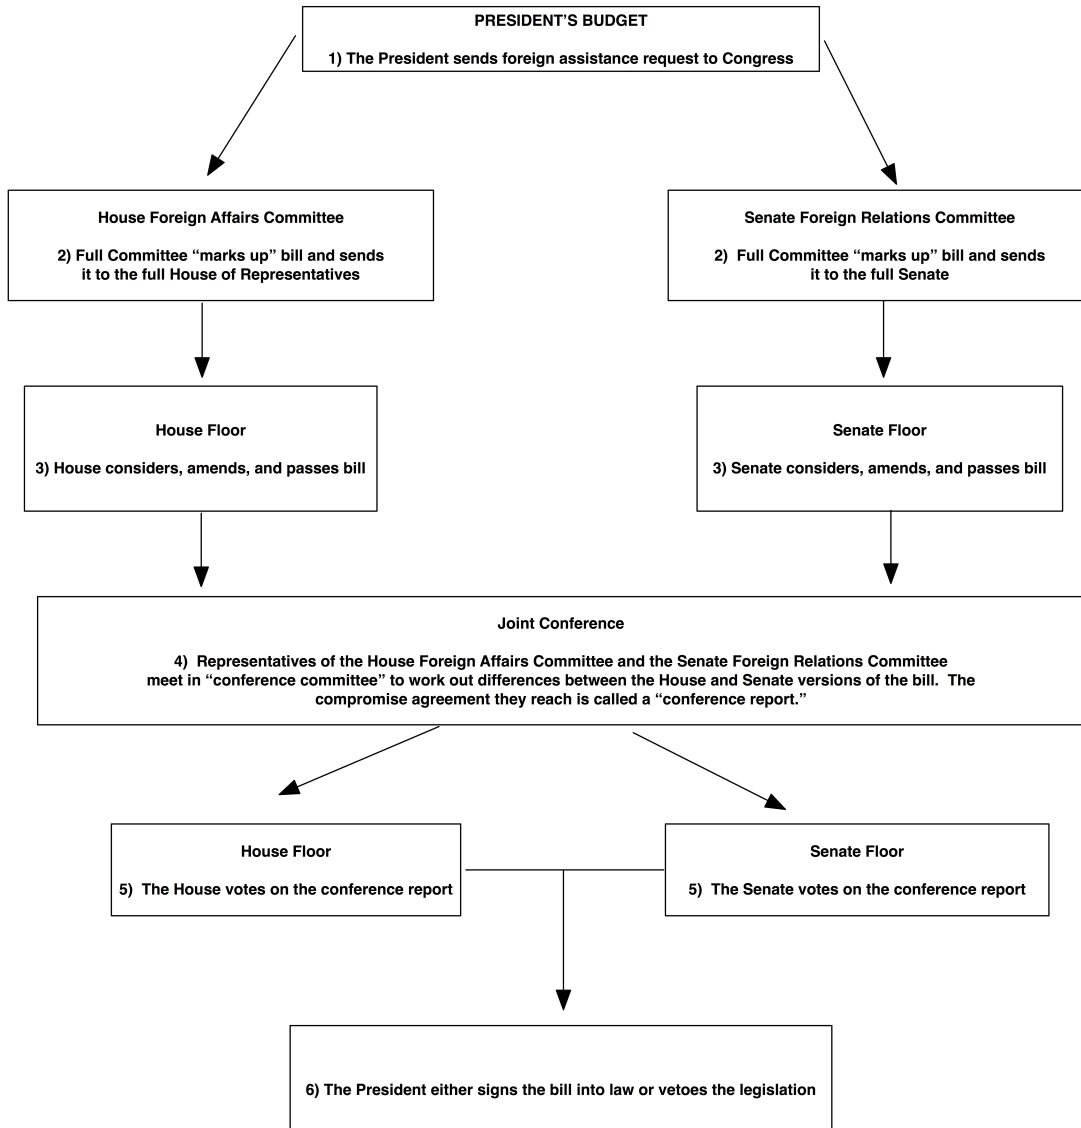 PRESIDENT’S BUDGET
1) The President sends foreign assistance request to Congress
House Foreign Affairs Committee
2) Full Committee “marks up” bill and sends
it to the full House of Representatives
Senate Foreign Relations Committee
2) Full Committee “marks up” bill and sends
it to the full Senate
House Floor
3) House considers, amends, and passes bill
Senate Floor
3) Senate considers, amends, and passes bill
Joint Conference
4) Representatives of the House Foreign Affairs Committee and the Senate Foreign Relations Committee
meet in “conference committee” to work out differences between the House and Senate versions of the bill. The
compromise agreement they reach is called a “conference report.”
House Floor
5) The House votes on the conference report
Senate Floor
5) The Senate votes on the conference report
6) The President either signs the bill into law or vetoes the legislation